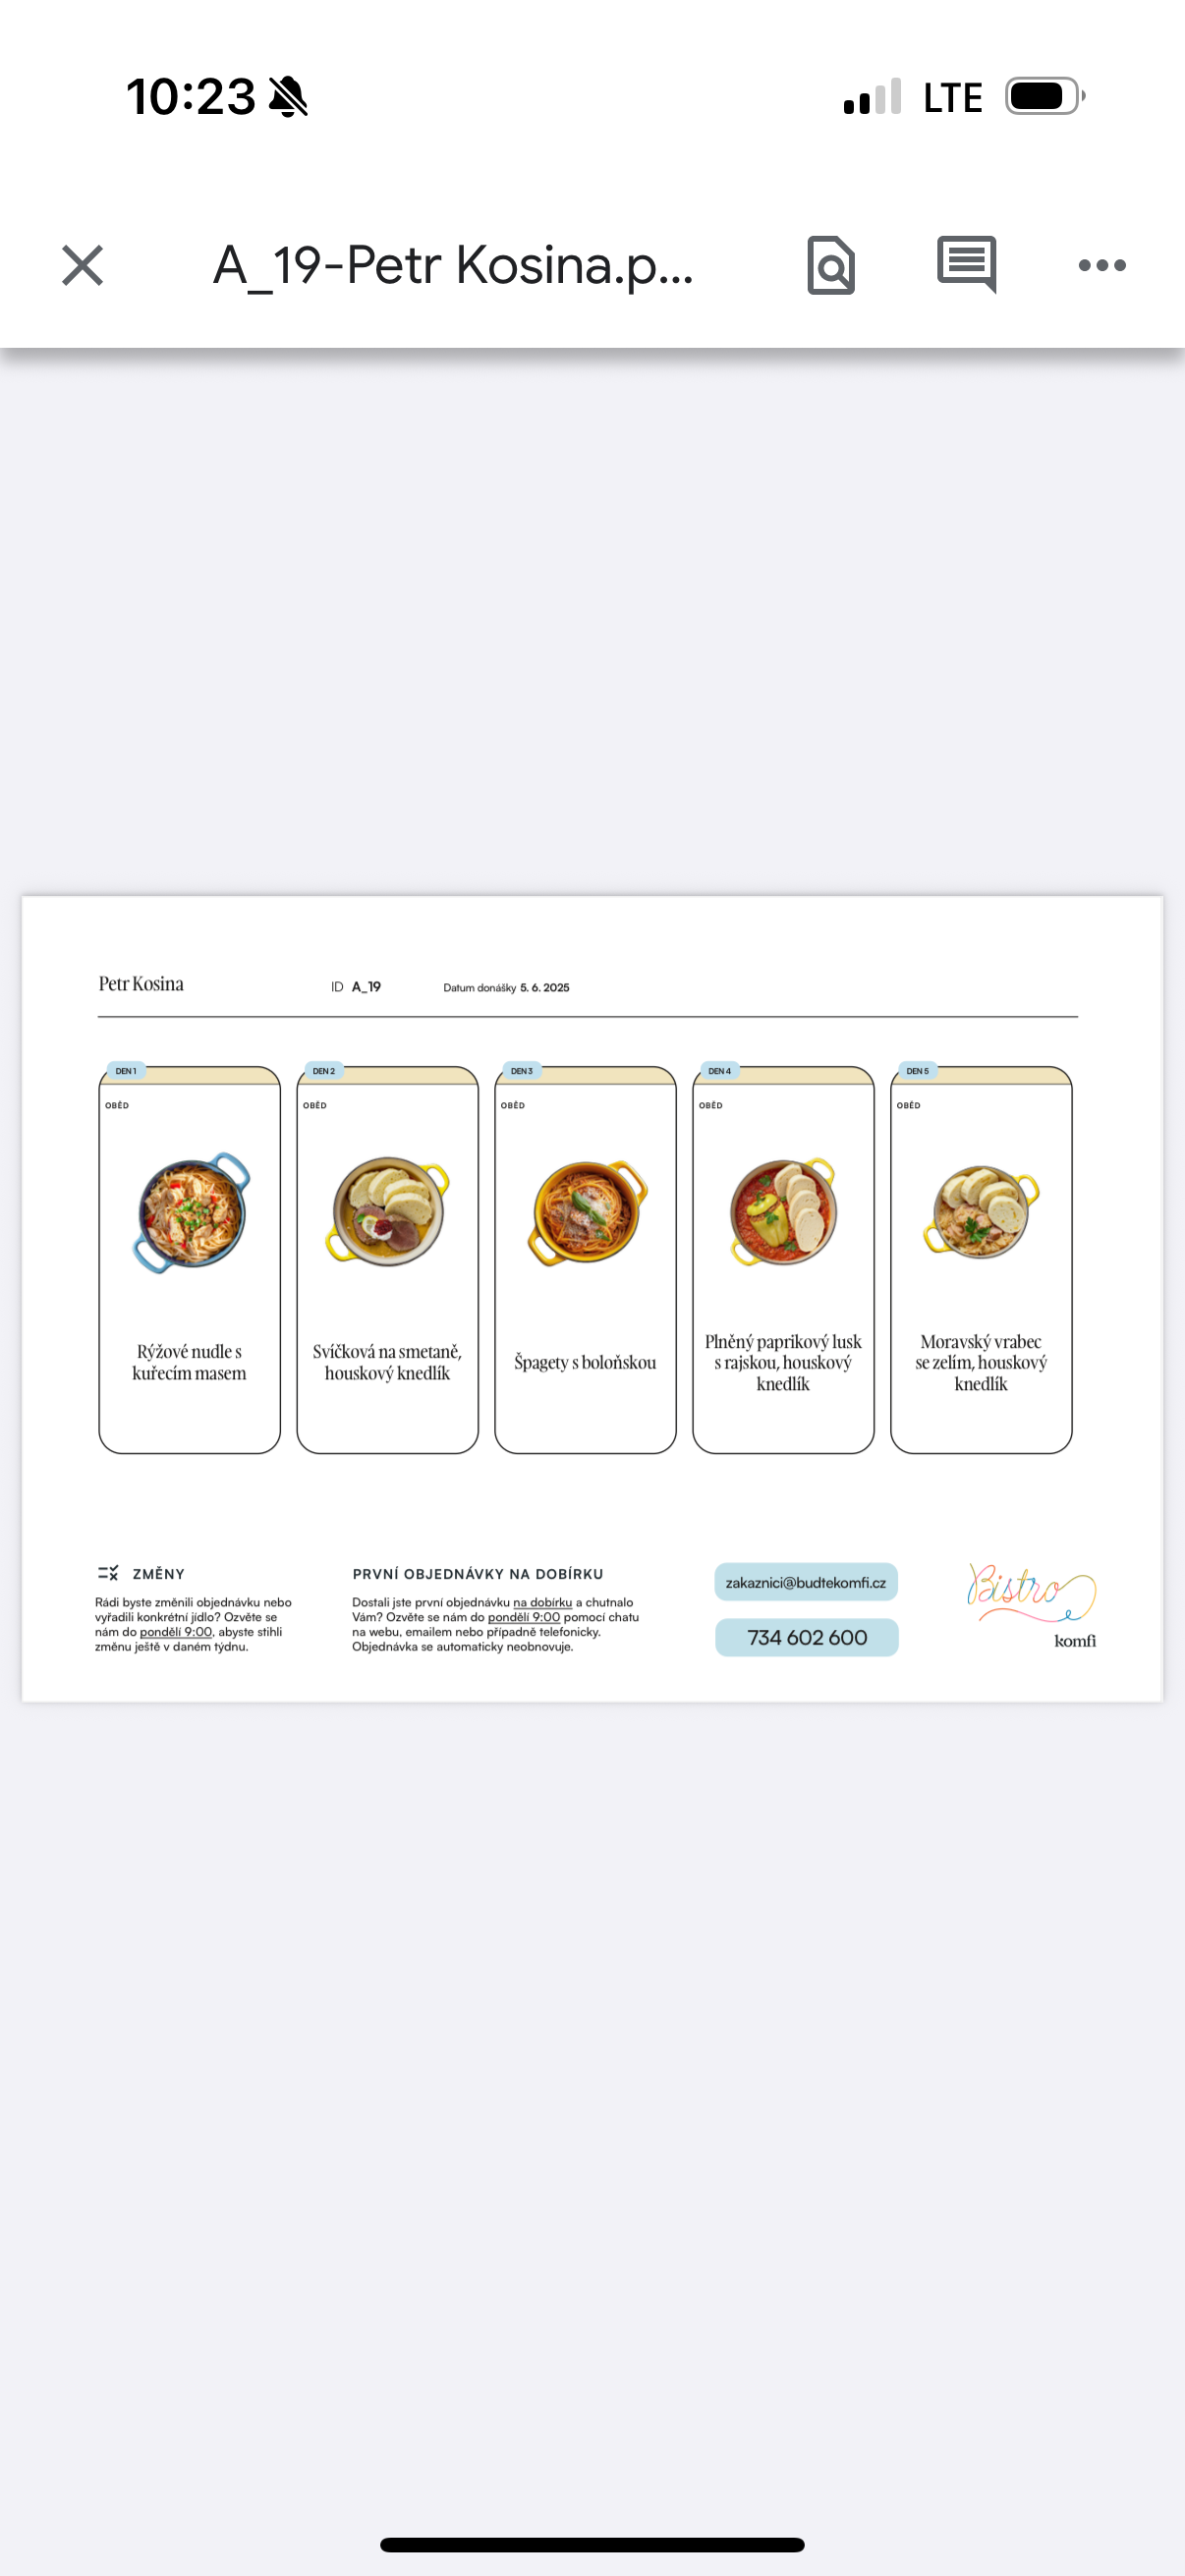 10:23
LTE
A_19-Petr Kosina.p...
Petr Kosina
ID A_19
Datum donášky 5. 6. 2025
DEN 1
OBĚD
Rýžové nudle s
kuřecím masem
DEN 2
OBĚD
Svíčková na smetaně,
houskový knedlík
DEN 3
OBĚD
Špagety s boloňskou
DEN 4
OBĚD
Plněný paprikový lusk
s rajskou, houskový
knedlík
DEN 5
OBĚD
Moravský vrabec
se zelím, houskový
knedlík
ZMĚNY
Rádi byste změnili objednávku nebo
vyřadili konkrétní jídlo? Ozvěte se
nám do pondělí 9:00, abyste stihli
změnu ještě v daném týdnu.
PRVNÍ OBJEDNÁVKY NA DOBÍRKU
Dostali jste první objednávku na dobírku a chutnalo
Vám? Ozvěte se nám do pondělí 9:00 pomocí chatu
na webu, emailem nebo případně telefonicky.
Objednávka se automaticky neobnovuje.
zakaznici@budtekomfi.cz
734 602 600
Bistro
komfi